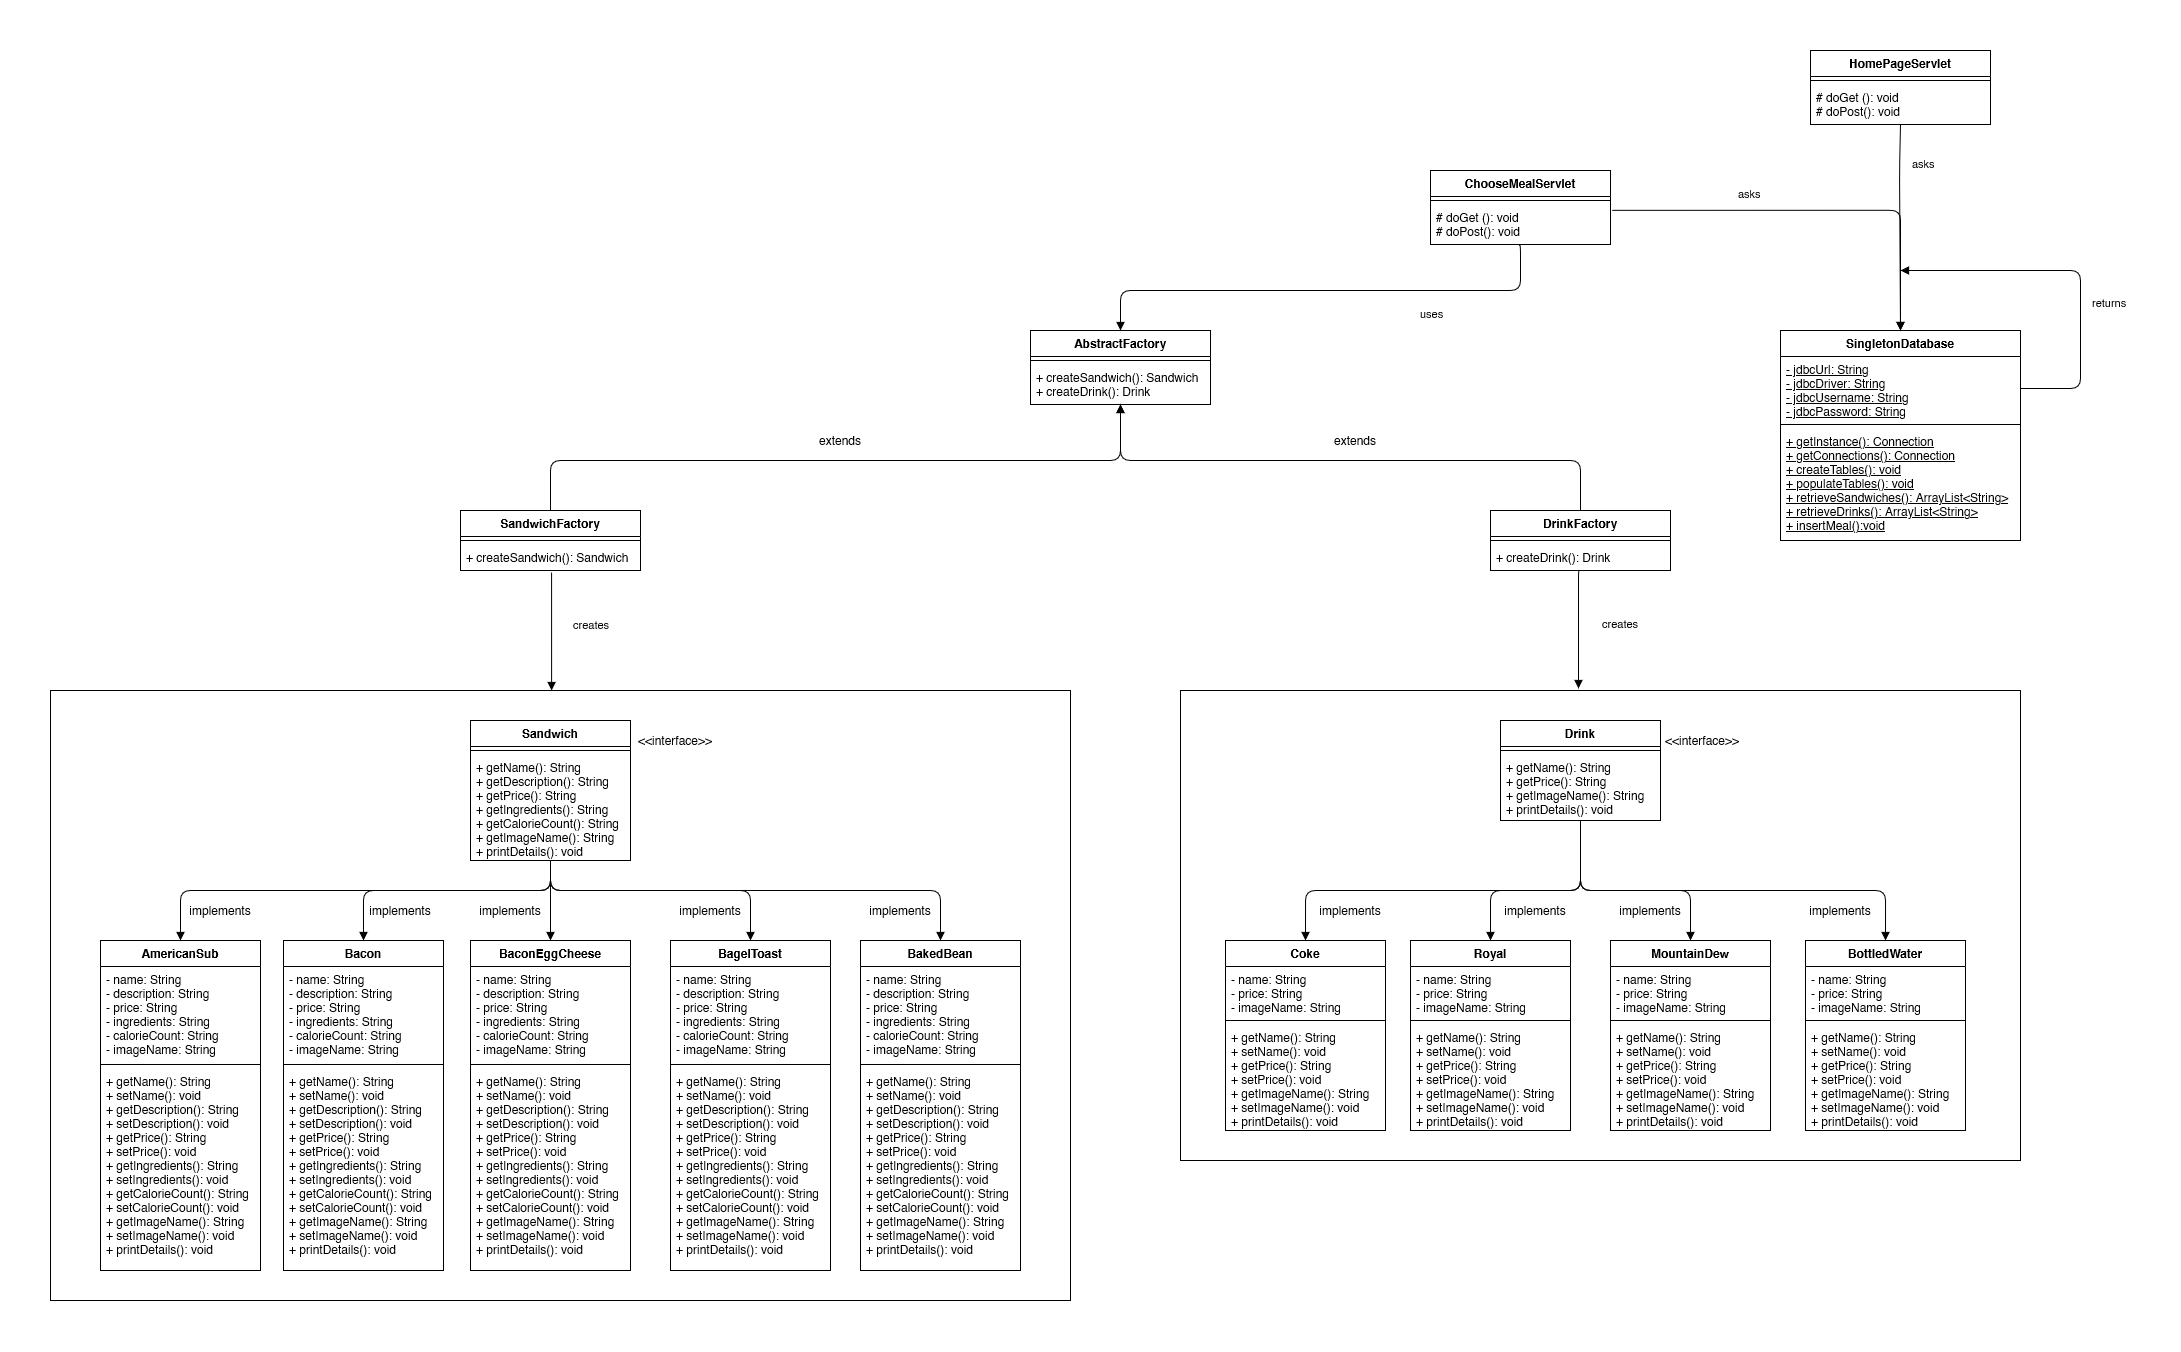 HomePageServlet
# doGet (): void
# doPost(): void
asks
ChooseMealServlet
# doGet (): void
# doPost(): void
asks
returns
uses
AbstractFactory
+ createSandwich(): Sandwich
+ createDrink(): Drink
SingletonDatabase
- jdbcUrl: String
- jdbcDriver: String
- jdbcUsername: String
- jdbcPassword: String
+ getInstance(): Connection
+ getConnections(): Connection
+ createTables(): void
+ populateTables(): void
+ retrieveSandwiches(): ArrayList<String>
+ retrieveDrinks(): ArrayList<String>
+ insertMeal():void
extends
extends
SandwichFactory
+ createSandwich(): Sandwich
DrinkFactory
+ createDrink(): Drink
creates
creates
Sandwich
<<interface>>
+ getName(): String
+ getDescription(): String
+ getPrice(): String
+ getIngredients(): String
+ getCalorieCount(): String
+ getImageName(): String
+ printDetails(): void
implements
implements
implements
implements
implements
AmericanSub
- name: String
- description: String
- price: String
- ingredients: String
- calorieCount: String
- imageName: String
+ getName(): String
+ setName(): void
+ getDescription(): String
+ setDescription(): void
+ getPrice(): String
+ setPrice(): void
+ getIngredients(): String
+ setIngredients(): void
+ getCalorieCount(): String
+ setCalorieCount(): void
+ getImageName(): String
+ setImageName(): void
+ printDetails(): void
Bacon
- name: String
- description: String
- price: String
- ingredients: String
- calorieCount: String
- imageName: String
+ getName(): String
+ setName(): void
+ getDescription(): String
+ setDescription(): void
+ getPrice(): String
+ setPrice(): void
+ getIngredients(): String
+ setIngredients(): void
+ getCalorieCount(): String
+ setCalorieCount(): void
+ getImageName(): String
+ setImageName(): void
+ printDetails(): void
BaconEggCheese
- name: String
- description: String
- price: String
- ingredients: String
- calorieCount: String
- imageName: String
+ getName(): String
+ setName(): void
+ getDescription(): String
+ setDescription(): void
+ getPrice(): String
+ setPrice(): void
+ getIngredients(): String
+ setIngredients(): void
+ getCalorieCount(): String
+ setCalorieCount(): void
+ getImageName(): String
+ setImageName(): void
+ printDetails(): void
BagelToast
- name: String
- description: String
- price: String
- ingredients: String
- calorieCount: String
- imageName: String
+ getName(): String
+ setName(): void
+ getDescription(): String
+ setDescription(): void
+ getPrice(): String
+ setPrice(): void
+ getIngredients(): String
+ setIngredients(): void
+ getCalorieCount(): String
+ setCalorieCount(): void
+ getImageName(): String
+ setImageName(): void
+ printDetails(): void
BakedBean
- name: String
- description: String
- price: String
- ingredients: String
- calorieCount: String
- imageName: String
+ getName(): String
+ setName(): void
+ getDescription(): String
+ setDescription(): void
+ getPrice(): String
+ setPrice(): void
+ getIngredients(): String
+ setIngredients(): void
+ getCalorieCount(): String
+ setCalorieCount(): void
+ getImageName(): String
+ setImageName(): void
+ printDetails(): void
Drink
<<interface>>
+ getName(): String
+ getPrice(): String
+ getImageName(): String
+ printDetails(): void
implements
implements
implements
implements
Coke
- name: String
- price: String
- imageName: String
+ getName(): String
+ setName(): void
+ getPrice(): String
+ setPrice(): void
+ getImageName(): String
+ setImageName(): void
+ printDetails(): void
Royal
- name: String
- price: String
- imageName: String
+ getName(): String
+ setName(): void
+ getPrice(): String
+ setPrice(): void
+ getImageName(): String
+ setImageName(): void
+ printDetails(): void
MountainDew
- name: String
- price: String
- imageName: String
+ getName(): String
+ setName(): void
+ getPrice(): String
+ setPrice(): void
+ getImageName(): String
+ setImageName(): void
+ printDetails(): void
BottledWater
- name: String
- price: String
- imageName: String
+ getName(): String
+ setName(): void
+ getPrice(): String
+ setPrice(): void
+ getImageName(): String
+ setImageName(): void
+ printDetails(): void